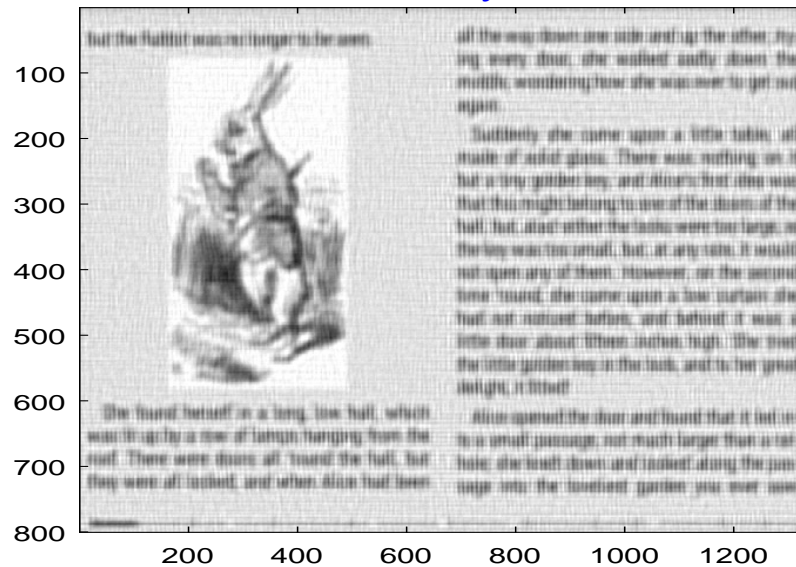 but the Rabbit was no longer to be seen.
She found herself in a long, low hall, which
was lit up by a row of lamps hanging from the
roof. There were doors all 'round the hall, but
they were all locked, and when Alice had been
all the way down one side and up the other, try
ing every door, she walked sadly down the
middle, wondering how she was ever to get out
again.
Suddenly she came upon a little table, all
made of solid glass. There was nothing on it
but a tiny golden key, and Alice's first idea was
that this might belong to one of the doors of the
hall, but, alas! either the locks were too large, or
the key was too small, but, at any rate, it would
not open any of them. However, on the second
time 'round, she came upon a low curtain she
had not noticed before, and behind it was a
little door about fifteen inches high. She tried
the little golden key in the lock, and to her great
delight, it fitted!
Alice opened the door and found that it led in
to a small passage, not much larger than a rat
hole; she knelt down and looked along the pas
sage into the loveliest garden you ever saw
100
200
300
400
500
600
700
800
200 400 600 800 1000 1200